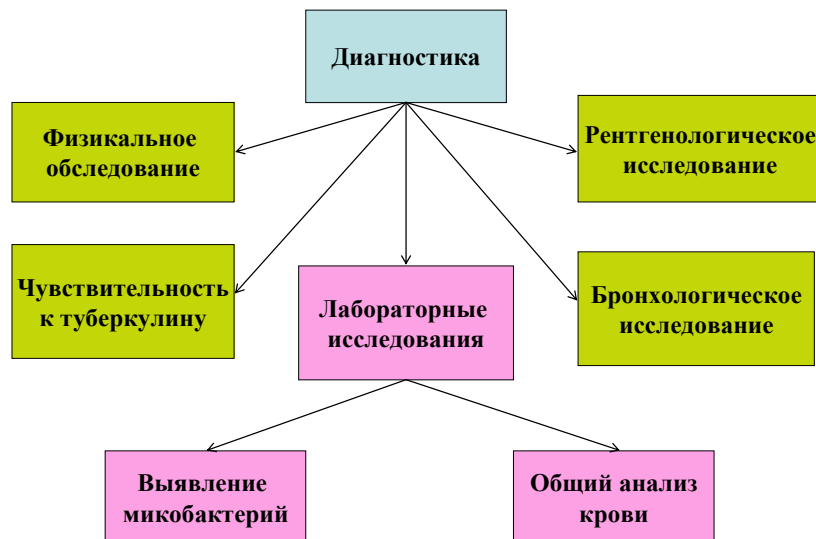 Диагностика
Физикальное
обследование
Рентгенологическое
исследование
Чувствительность
к туберкулину
Лабораторные
исследования
Бронхологическое
исследование
Выявление
микобактерий
Общий анализ
крови